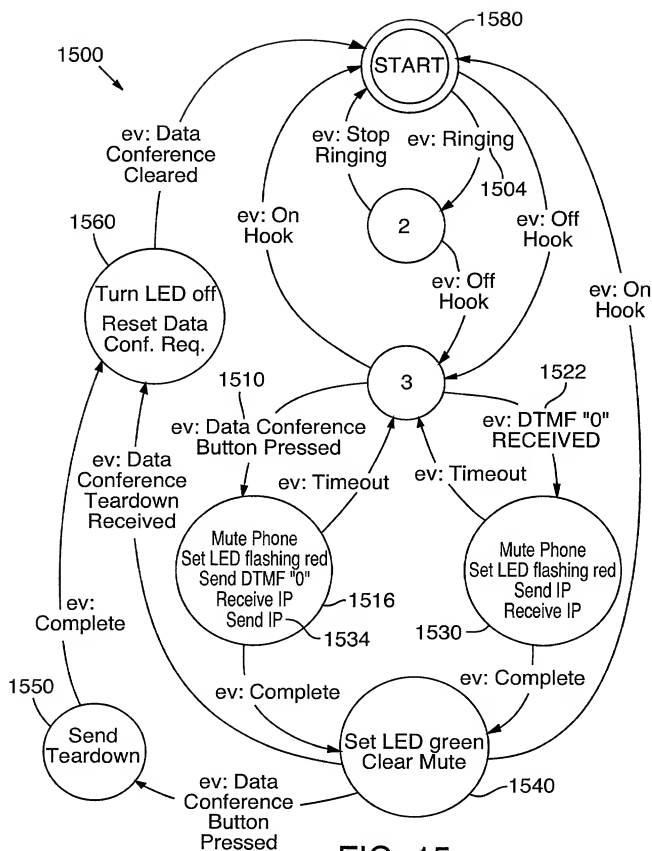 1580
1500
START
ev: Data
Conference
Cleared
ev: Stop
Ringing
ev: Ringing
1504
1560
ev: On
Hook
2
ev: Off
Hook
ev: Off
Hook
ev: On
Hook
Turn LED off
Reset Data
Conf. Req.
1510
3
1522
ev: Data Conference
Button Pressed
ev: DTMF "0"
RECEIVED
ev: Data
Conference
Teardown
Received
ev: Timeout
ev: Timeout
Mute Phone
Set LED flashing red
Send DTMF "0"
Receive IP
Send IP
1516
1534
Mute Phone
Set LED flashing red
Send IP
Receive IP
1530
ev:
Complete
1550
ev: Complete
ev: Complete
Send
Teardown
Set LED green
Clear Mute
1540
ev: Data
Conference
Button
Pressed
FIG. 15